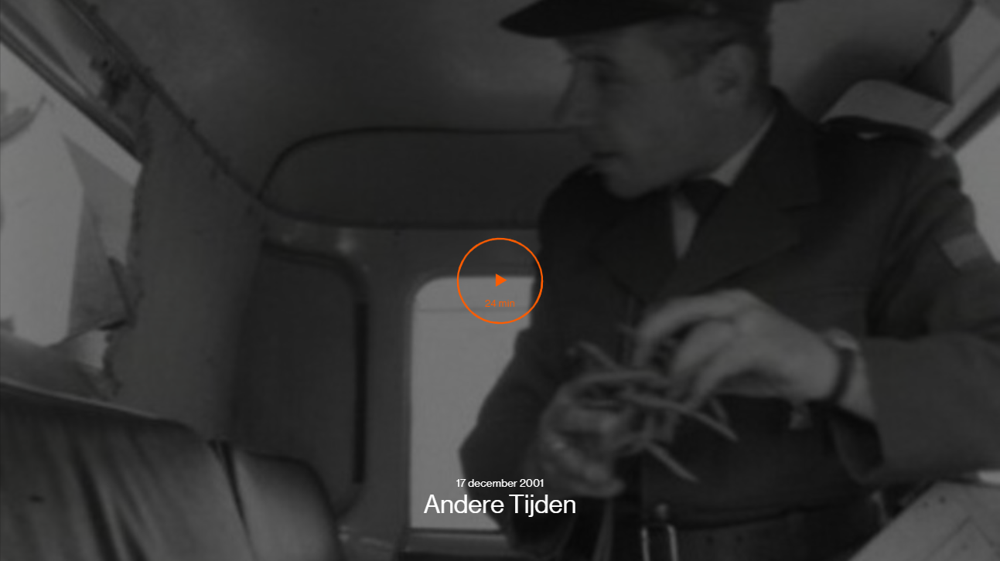 24 min
17 december 2001
Andere Tijden